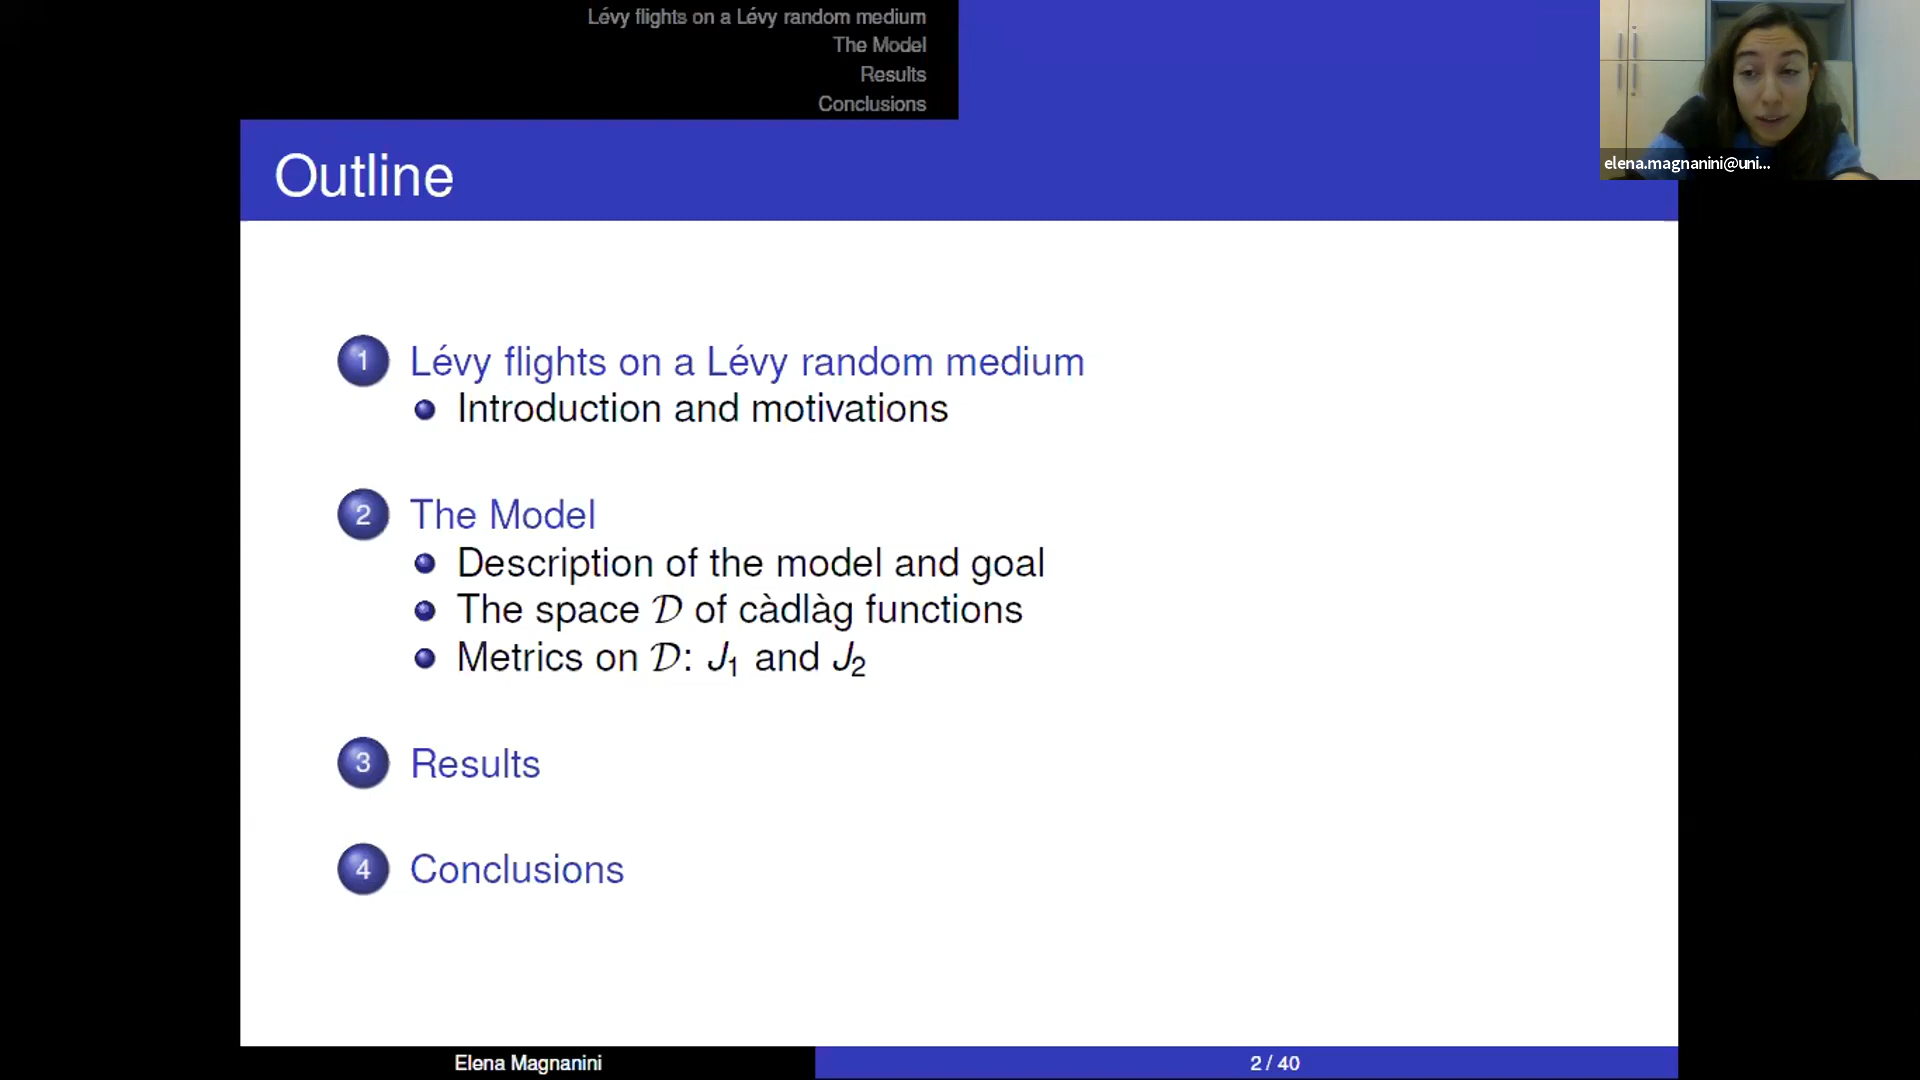 Lévy flights on a Lévy random medium
The Model
Results
Conclusions
elena.magnanini@uni...
Outline
1 Lévy flights on a Lévy random medium
Introduction and motivations
2 The Model
Description of the model and goal
The space 𝒟 of càdlàg functions
Metrics on 𝒟: J₁ and J₂
3 Results
4 Conclusions
Elena Magnanini
2 / 40